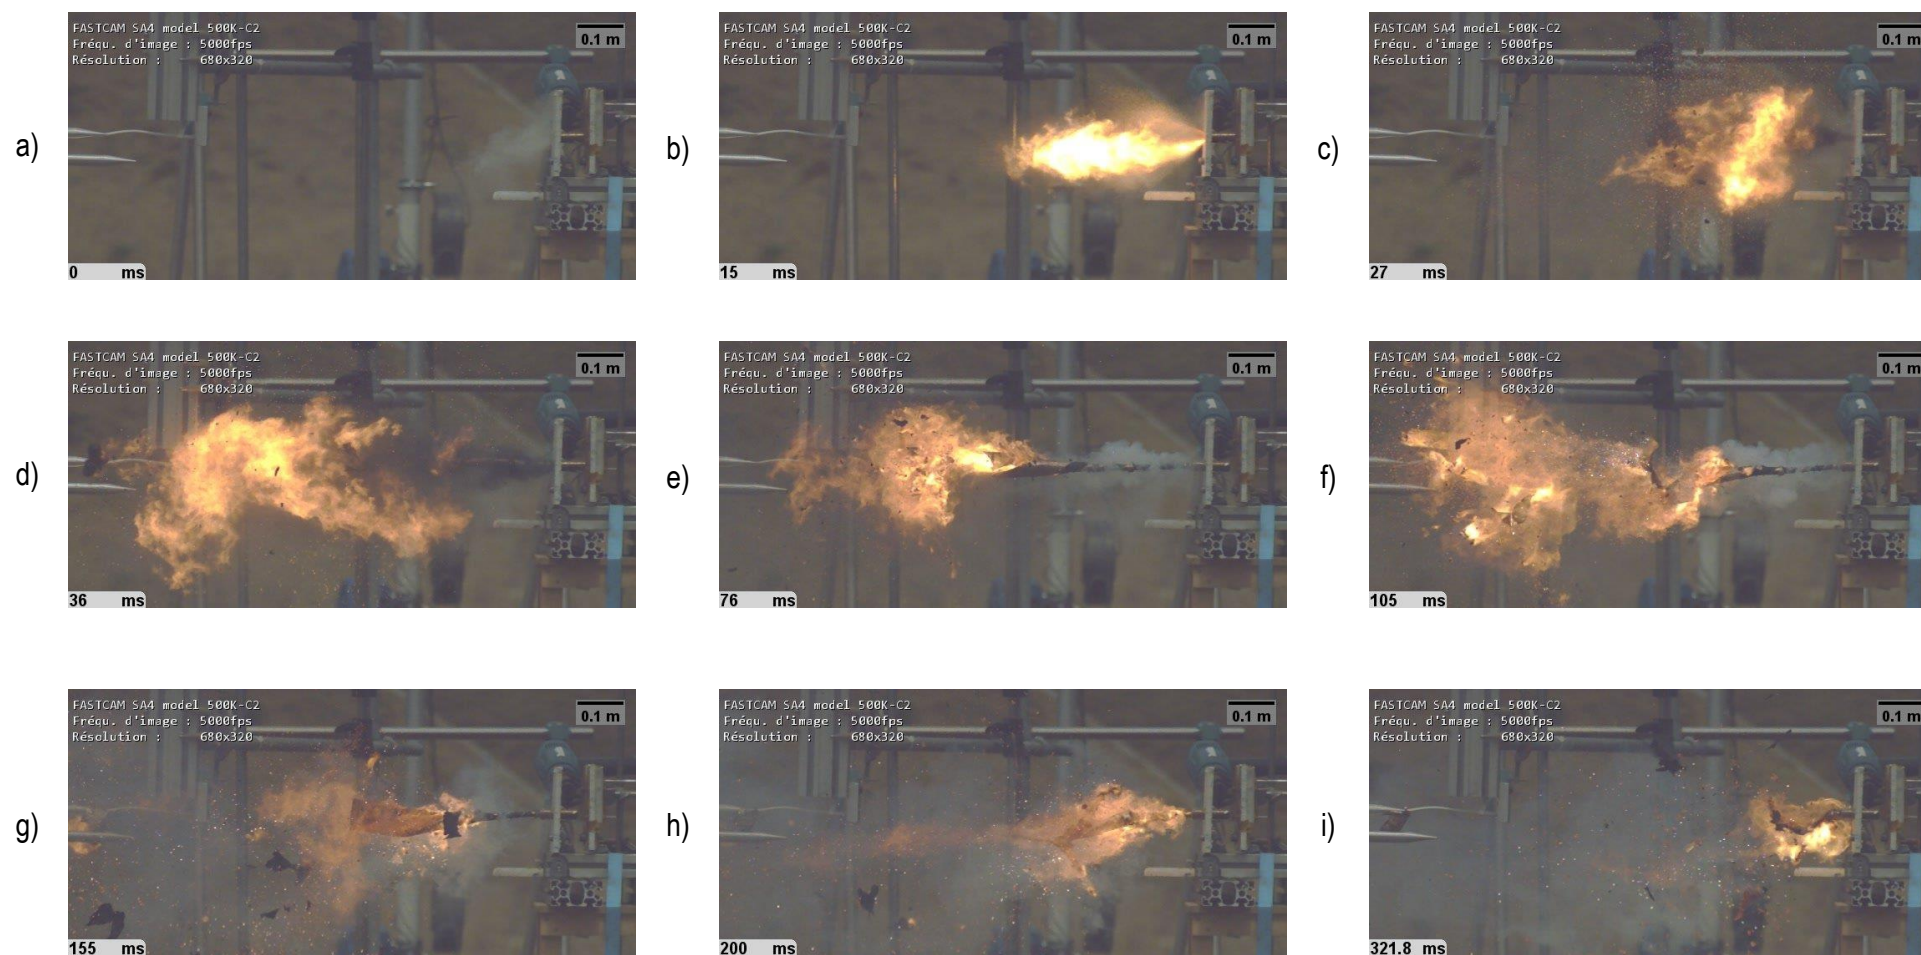 a)
FASTCAM SA4 model 500K-C2
Fréqu. d'image : 5000fps
Résolution : 680x320
0.1 m
0 ms
b)
FASTCAM SA4 model 500K-C2
Fréqu. d'image : 5000fps
Résolution : 680x320
0.1 m
15 ms
c)
FASTCAM SA4 model 500K-C2
Fréqu. d'image : 5000fps
Résolution : 680x320
0.1 m
27 ms
d)
FASTCAM SA4 model 500K-C2
Fréqu. d'image : 5000fps
Résolution : 680x320
0.1 m
36 ms
e)
FASTCAM SA4 model 500K-C2
Fréqu. d'image : 5000fps
Résolution : 680x320
0.1 m
76 ms
f)
FASTCAM SA4 model 500K-C2
Fréqu. d'image : 5000fps
Résolution : 680x320
0.1 m
105 ms
g)
FASTCAM SA4 model 500K-C2
Fréqu. d'image : 5000fps
Résolution : 680x320
0.1 m
155 ms
h)
FASTCAM SA4 model 500K-C2
Fréqu. d'image : 5000fps
Résolution : 680x320
0.1 m
200 ms
i)
FASTCAM SA4 model 500K-C2
Fréqu. d'image : 5000fps
Résolution : 680x320
0.1 m
321.8 ms